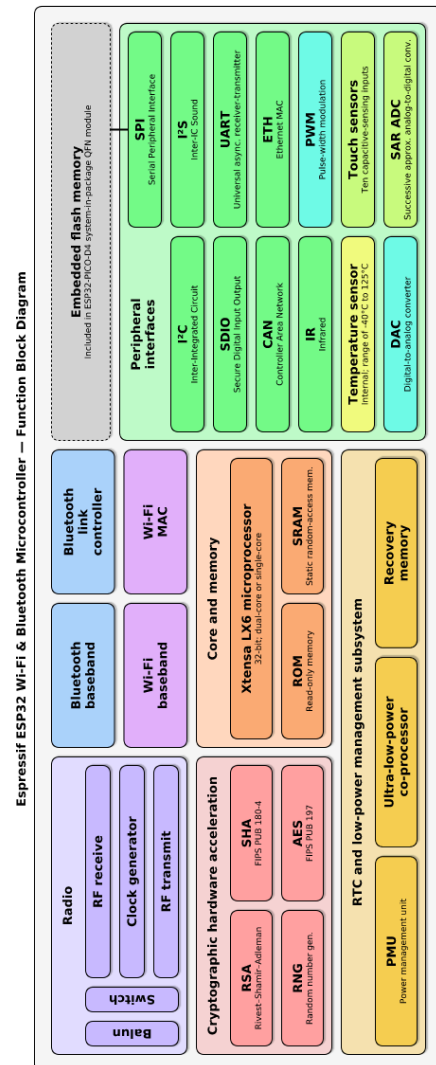 Espressif ESP32 Wi-Fi & Bluetooth Microcontroller — Function Block Diagram
Radio
Balun
Switch
RF receive
Clock generator
RF transmit
Bluetooth
baseband
Bluetooth
link
controller
Wi-Fi
baseband
Wi-Fi
MAC
Embedded flash memory
Included in ESP32-PICO-D4 system-in-package QFN module
Peripheral
interfaces
SPI
Serial Peripheral Interface
I²C
Inter-Integrated Circuit
I²S
Inter-IC Sound
SDIO
Secure Digital Input Output
UART
Universal async. receiver-transmitter
CAN
Controller Area Network
ETH
Ethernet MAC
IR
Infrared
PWM
Pulse-width modulation
Temperature sensor
Internal; range of -40°C to 125°C
Touch sensors
Ten capacitive-sensing inputs
DAC
Digital-to-analog converter
SAR ADC
Successive approx. analog-to-digital conv.
Cryptographic hardware acceleration
RSA
Rivest–Shamir–Adleman
SHA
FIPS PUB 180-4
RNG
Random number gen.
AES
FIPS PUB 197
Core and memory
Xtensa LX6 microprocessor
32-bit; dual-core or single-core
ROM
Read-only memory
SRAM
Static random-access mem.
RTC and low-power management subsystem
PMU
Power management unit
Ultra-low-power
co-processor
Recovery
memory